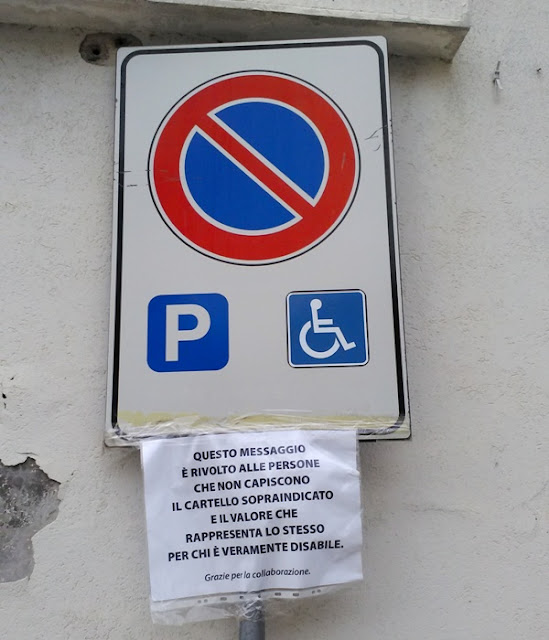 P
QUESTO MESSAGGIO
È RIVOLTO ALLE PERSONE
CHE NON CAPISCONO
IL CARTELLO SOPRAINDICATO
E IL VALORE CHE
RAPPRESENTA LO STESSO
PER CHI È VERAMENTE DISABILE.
Grazie per la collaborazione.